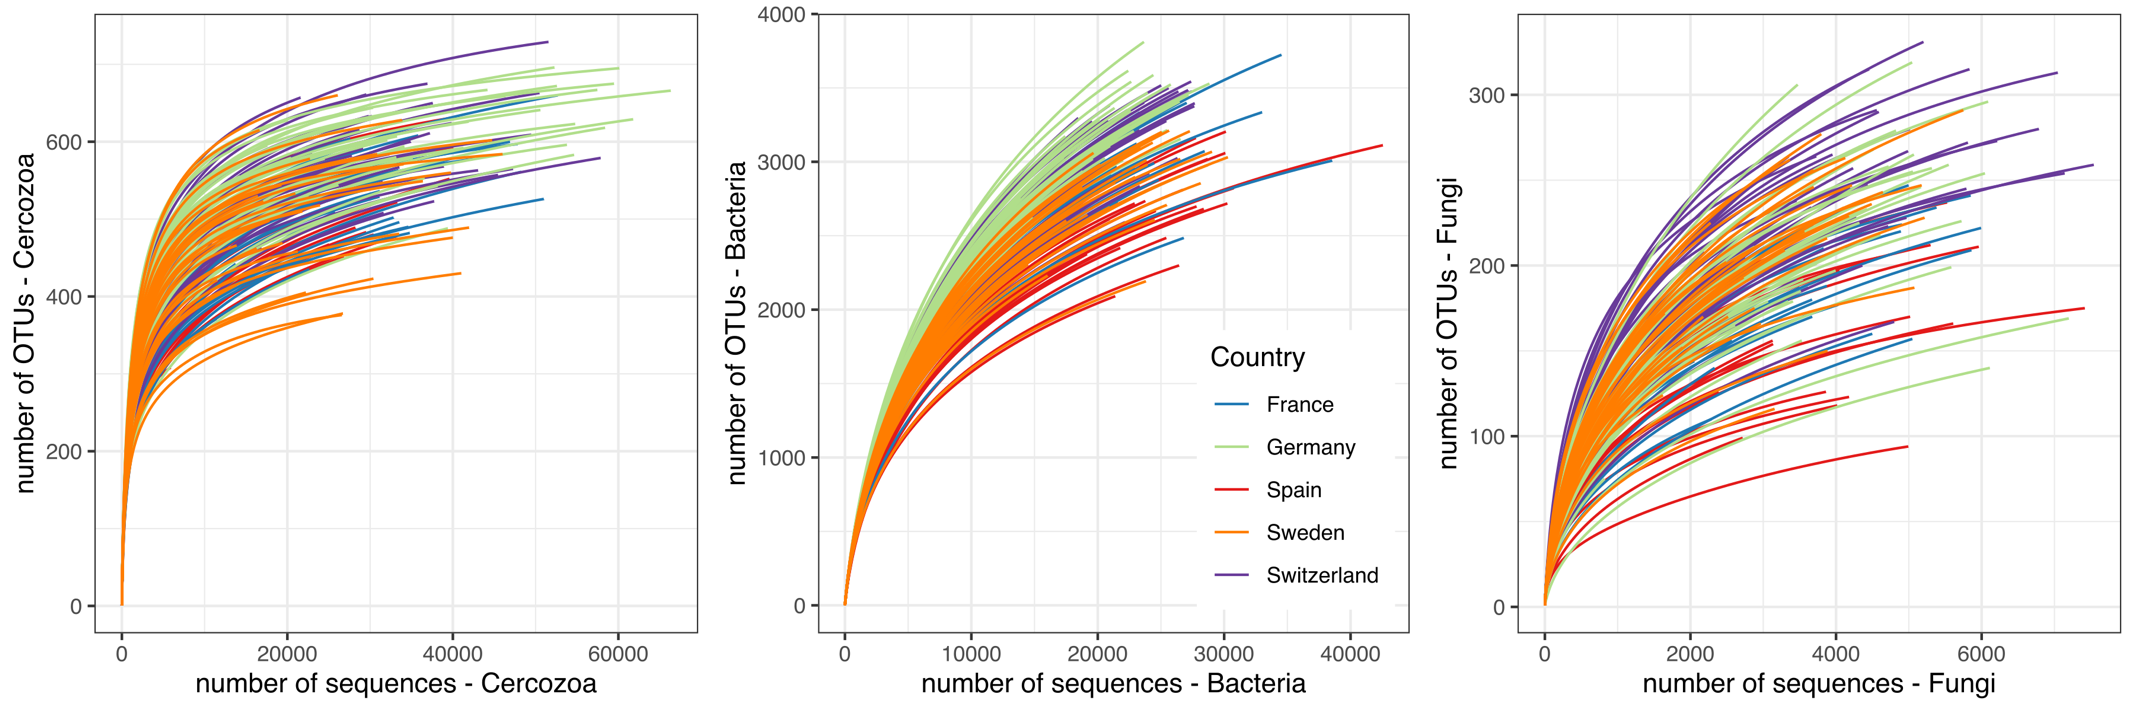 number of OTUs - Cercozoa
600
400
200
0
0 20000 40000 60000
number of sequences - Cercozoa
number of OTUs - Bacteria
4000
3000
2000
1000
0
0 10000 20000 30000 40000
number of sequences - Bacteria
Country
France
Germany
Spain
Sweden
Switzerland
number of OTUs - Fungi
300
200
100
0
0 2000 4000 6000
number of sequences - Fungi